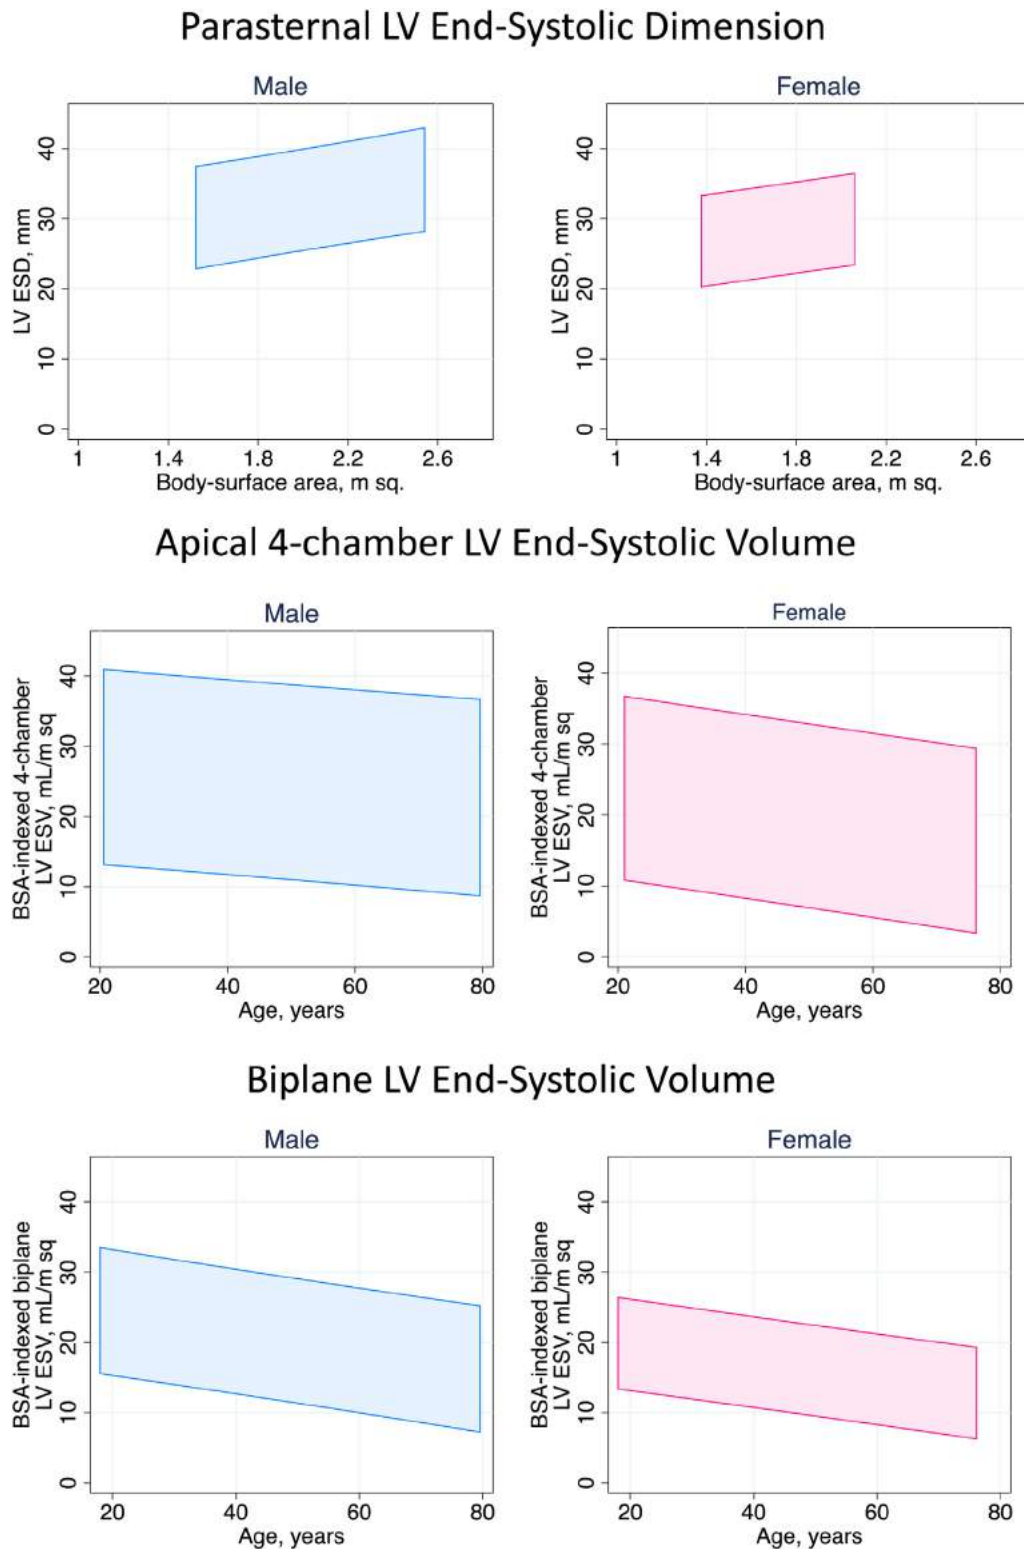 Parasternal LV End-Systolic Dimension
Male
Female
LV ESD, mm
0 10 20 30 40
1 1.4 1.8 2.2 2.6
Body-surface area, m sq.
LV ESD, mm
0 10 20 30 40
1 1.4 1.8 2.2 2.6
Body-surface area, m sq.
Apical 4-chamber LV End-Systolic Volume
Male
Female
BSA-indexed 4-chamber
LV ESV, mL/m sq
0 10 20 30 40
20 40 60 80
Age, years
BSA-indexed 4-chamber
LV ESV, mL/m sq
0 10 20 30 40
20 40 60 80
Age, years
Biplane LV End-Systolic Volume
Male
Female
BSA-indexed biplane
LV ESV, mL/m sq
0 10 20 30 40
20 40 60 80
Age, years
BSA-indexed biplane
LV ESV, mL/m sq
0 10 20 30 40
20 40 60 80
Age, years